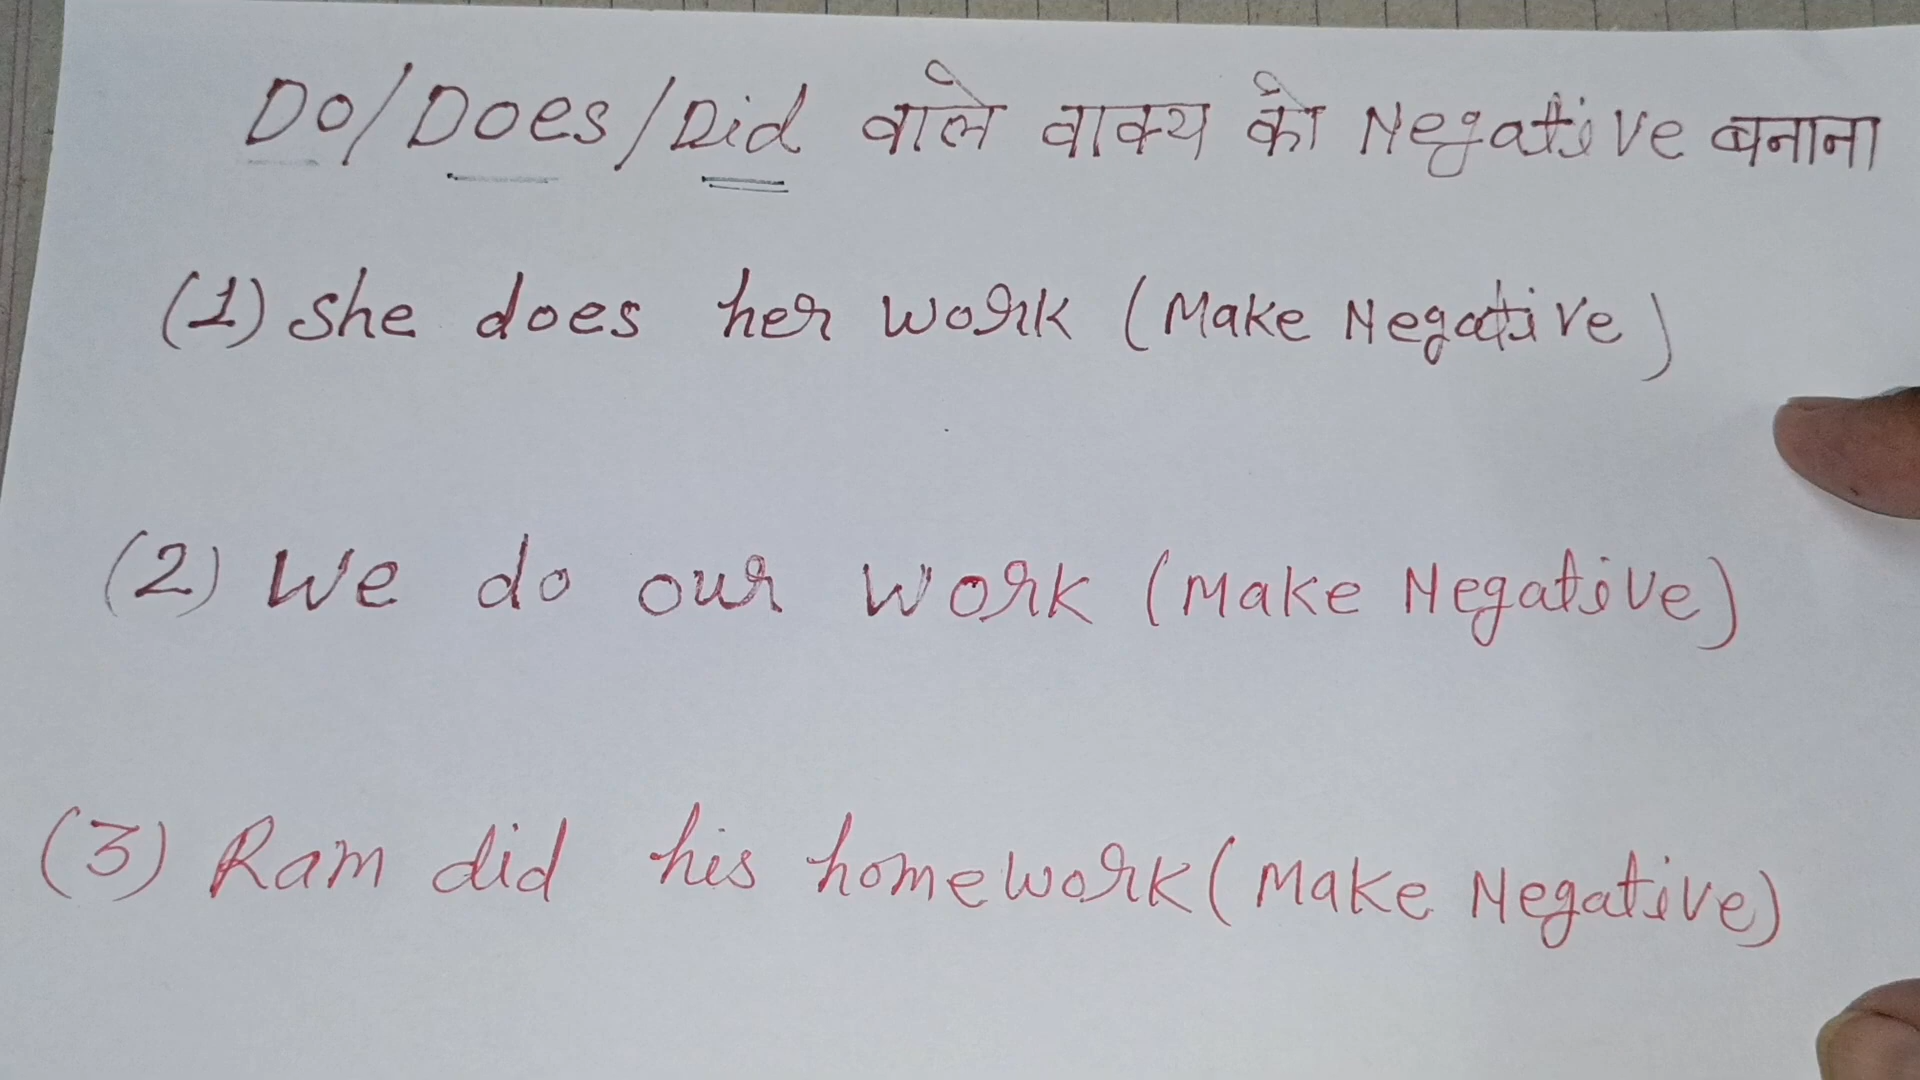 Do/Does/Did वाले वाक्य को Negative बनाना
(1) She does her work (Make Negative)
(2) We do our work (Make Negative)
(3) Ram did his homework (Make Negative)